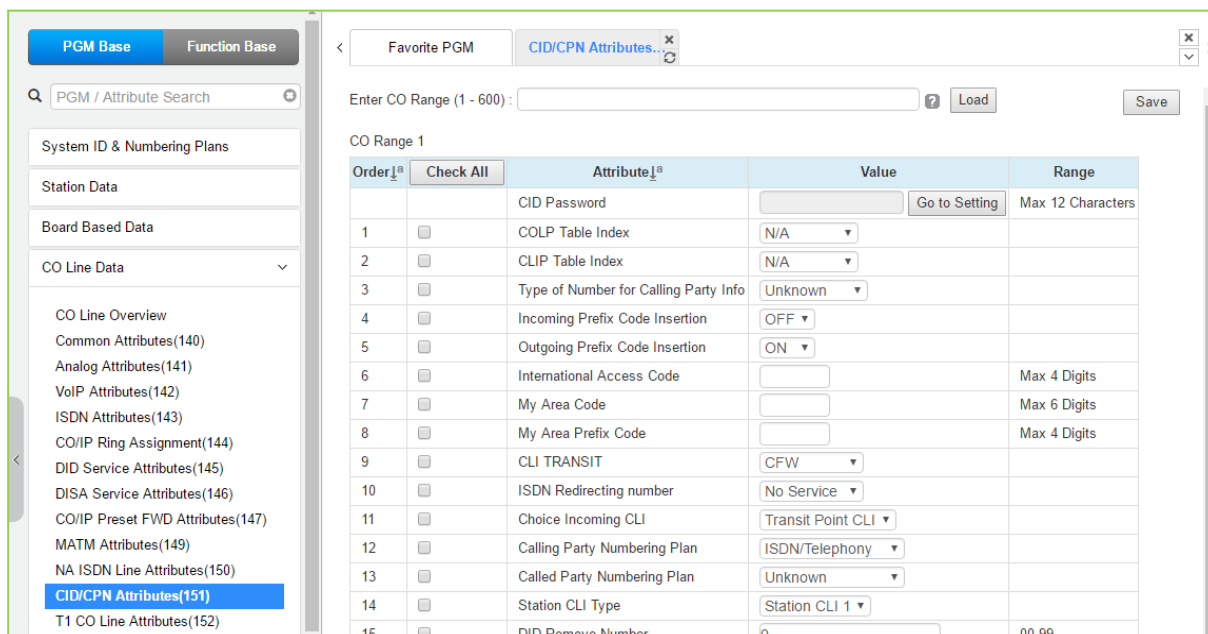 PGM Base Function Base
PGM / Attribute Search
System ID & Numbering Plans
Station Data
Board Based Data
CO Line Data
CO Line Overview
Common Attributes(140)
Analog Attributes(141)
VoIP Attributes(142)
ISDN Attributes(143)
CO/IP Ring Assignment(144)
DID Service Attributes(145)
DISA Service Attributes(146)
CO/IP Preset FWD Attributes(147)
MATM Attributes(149)
NA ISDN Line Attributes(150)
CID/CPN Attributes(151)
T1 CO Line Attributes(152)
Favorite PGM CID/CPN Attributes...
Enter CO Range (1 - 600) : Load Save
CO Range 1
Order Check All Attribute Value Range
CID Password Go to Setting Max 12 Characters
1 COLP Table Index N/A
2 CLIP Table Index N/A
3 Type of Number for Calling Party Info Unknown
4 Incoming Prefix Code Insertion OFF
5 Outgoing Prefix Code Insertion ON
6 International Access Code Max 4 Digits
7 My Area Code Max 6 Digits
8 My Area Prefix Code Max 4 Digits
9 CLI TRANSIT CFW
10 ISDN Redirecting number No Service
11 Choice Incoming CLI Transit Point CLI
12 Calling Party Numbering Plan ISDN/Telephony
13 Called Party Numbering Plan Unknown
14 Station CLI Type Station CLI 1
15 DID Remove Number 0 00-99